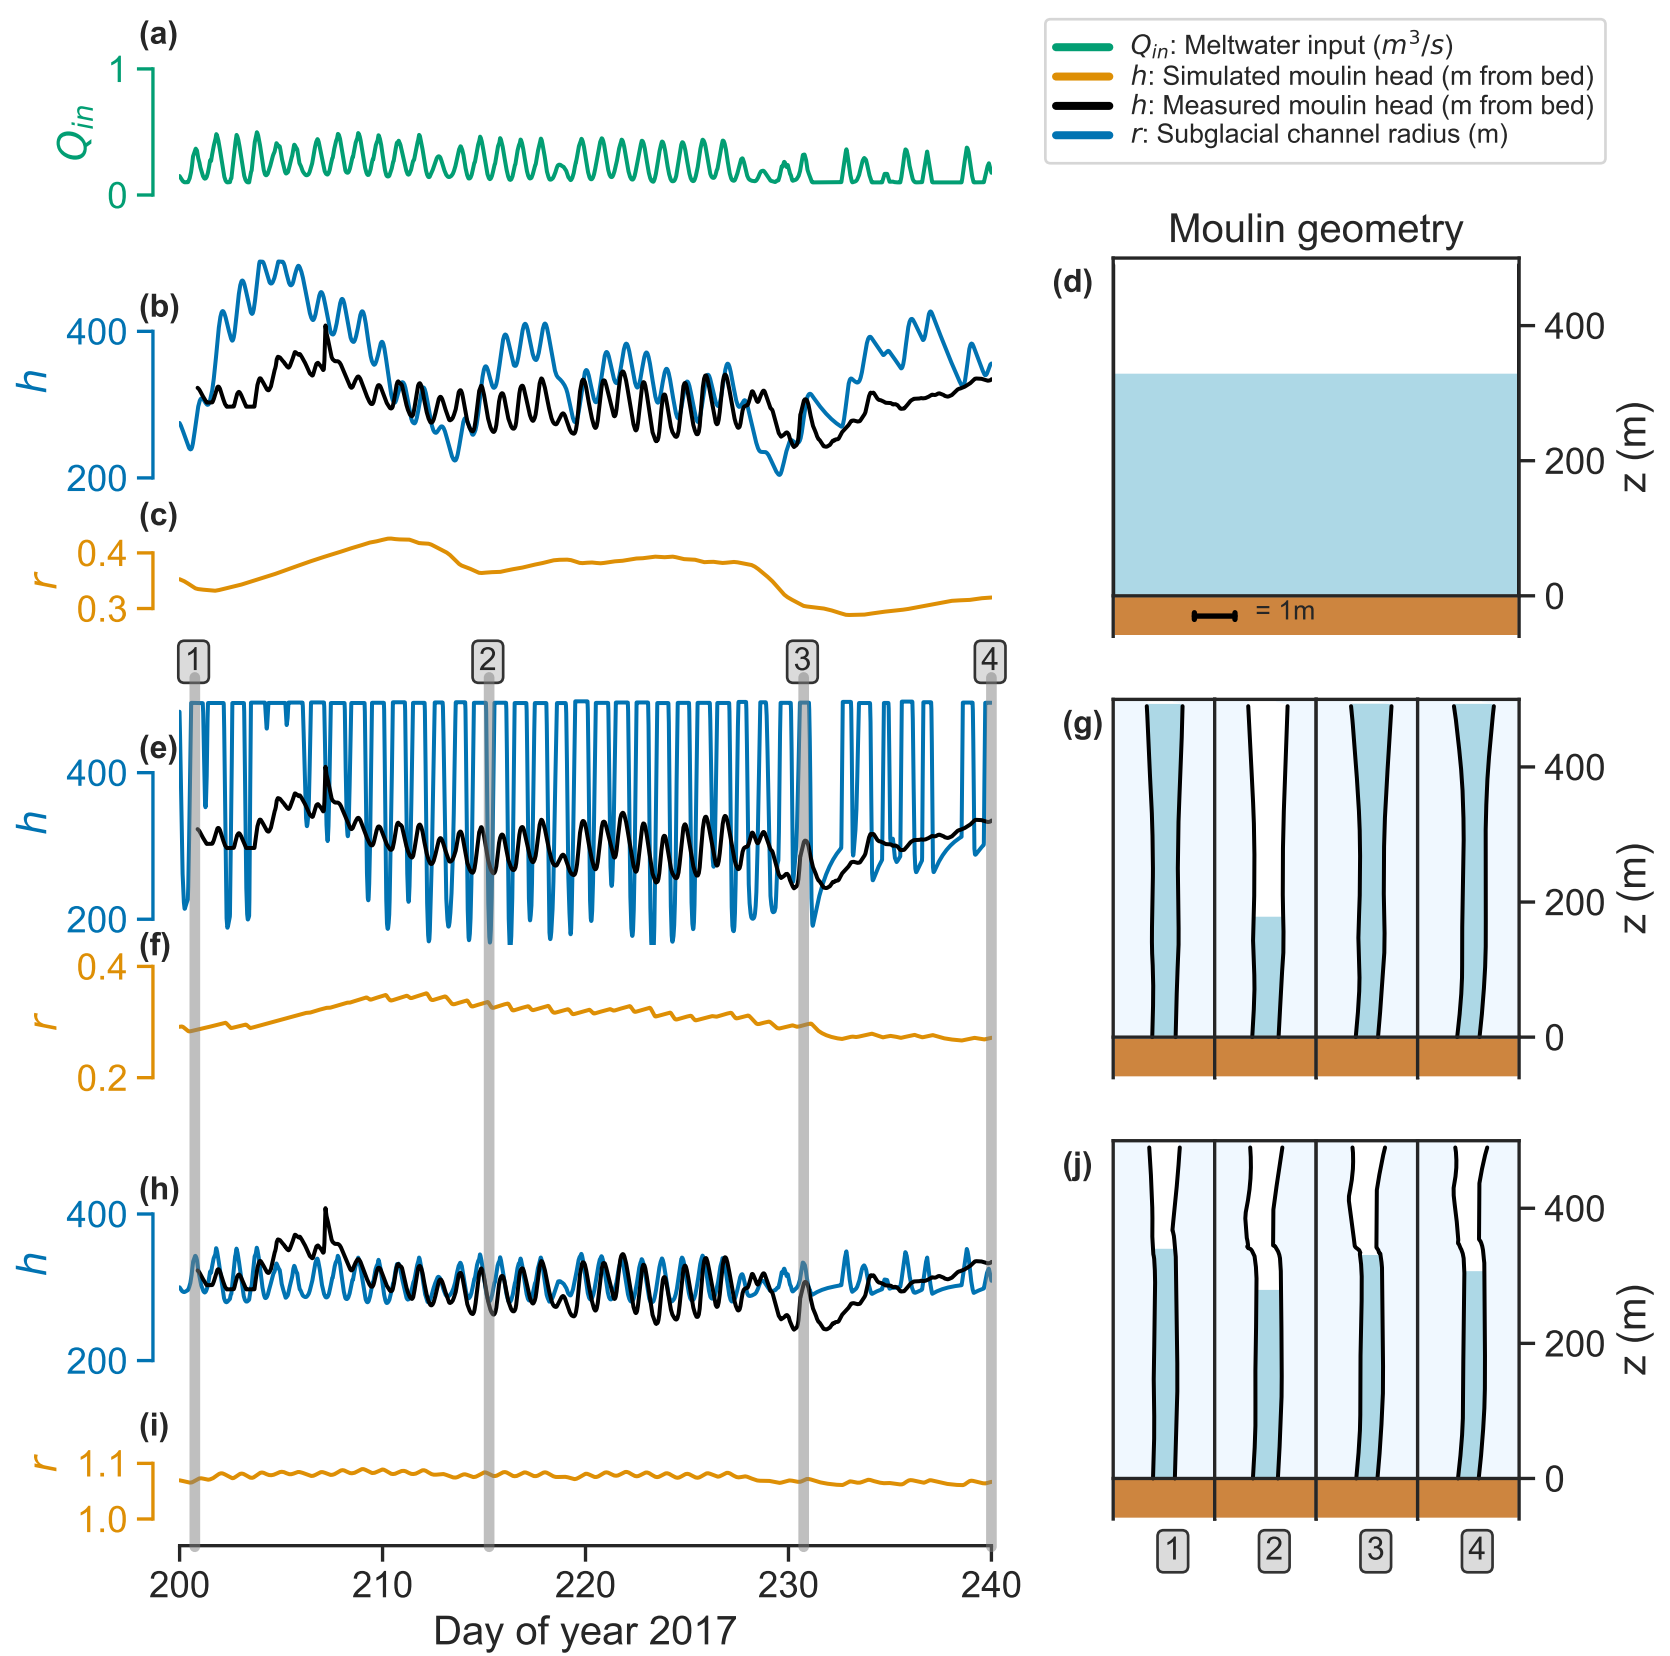 (a)
1
Q_in
0
Q_in: Meltwater input (m³/s)
h: Simulated moulin head (m from bed)
h: Measured moulin head (m from bed)
r: Subglacial channel radius (m)
(b)
400
h
200
(c)
0.4
r
0.3
Moulin geometry
(d)
400
200
0
z (m)
= 1m
1
2
3
4
(e)
400
h
200
(f)
0.4
r
0.2
(g)
400
200
0
z (m)
(h)
400
h
200
(i)
1.1
r
1.0
(j)
400
200
0
z (m)
1
2
3
4
200
210
220
230
240
Day of year 2017